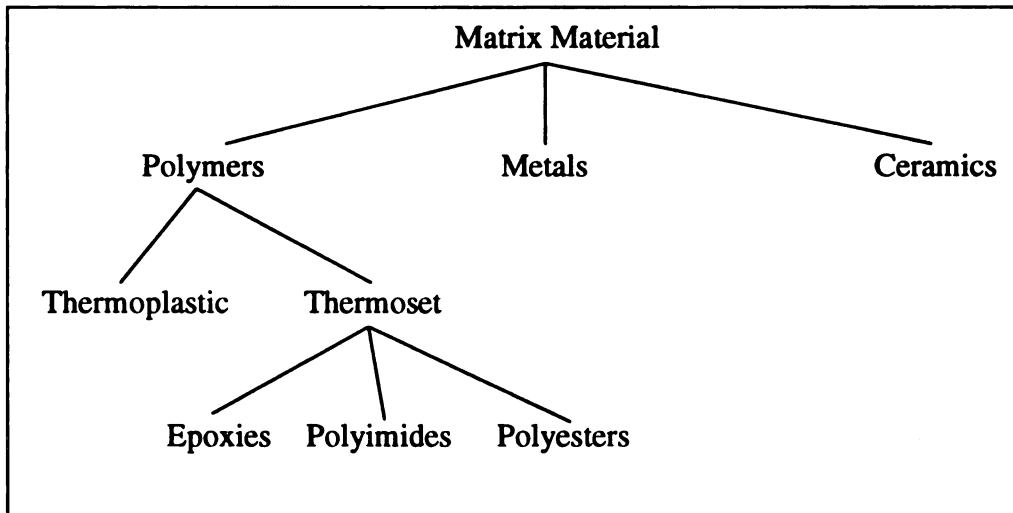 Matrix Material
Polymers Metals Ceramics
Thermoplastic Thermoset
Epoxies Polyimides Polyesters